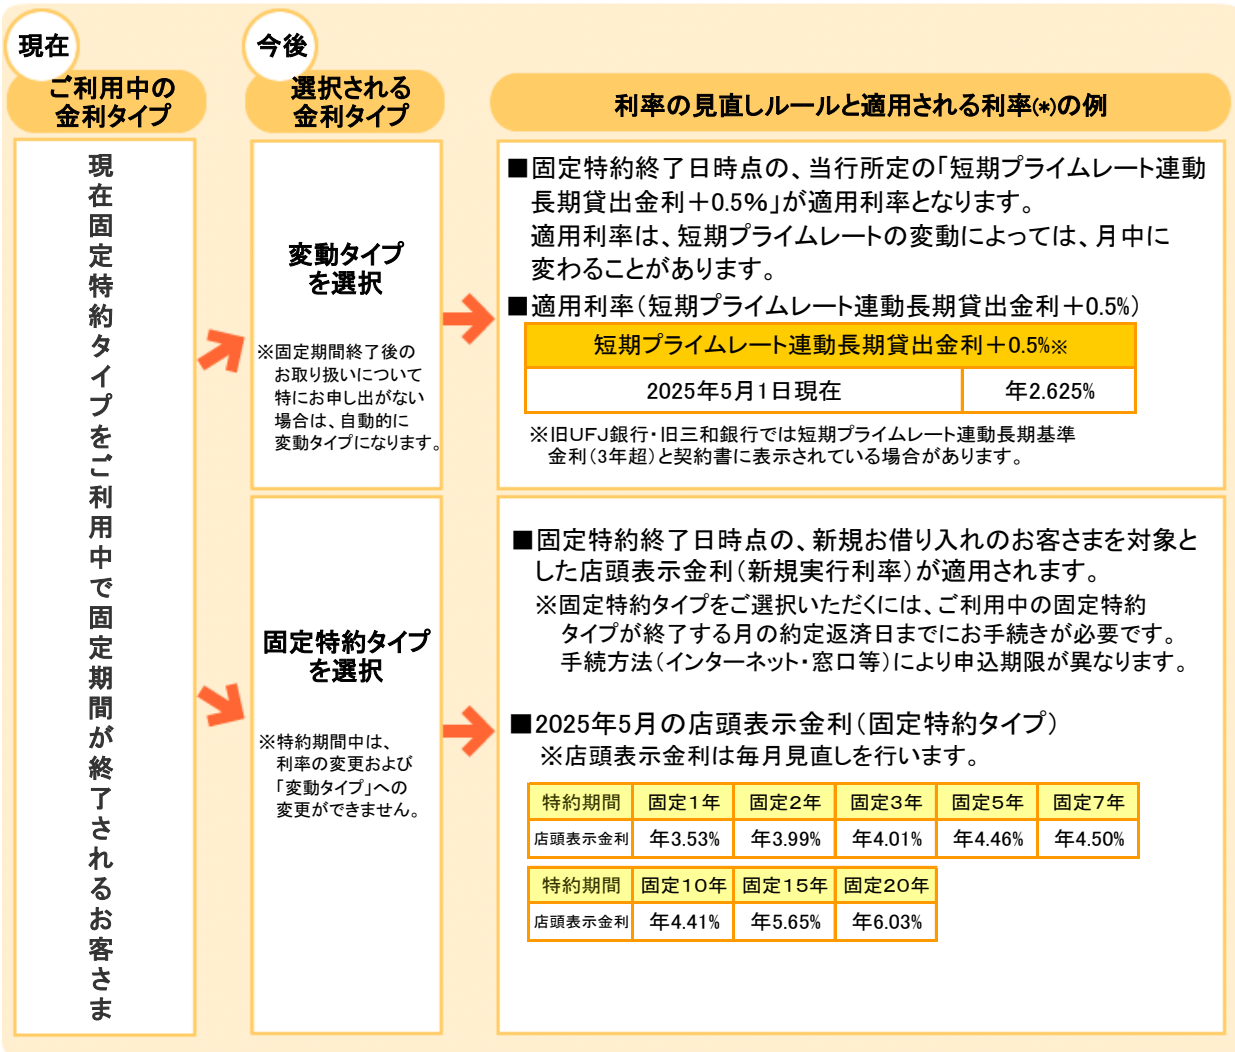 現在
ご利用中の
金利タイプ
今後
選択される
金利タイプ
利率の見直しルールと適用される利率(*)の例
現在固定特約タイプをご利用中で固定期間が終了されるお客さま
変動タイプ
を選択
※固定期間終了後の
お取り扱いについて
特にお申し出がない
場合は、自動的に
変動タイプになります。
■固定特約終了日時点の、当行所定の「短期プライムレート連動
長期貸出金利＋0.5％」が適用利率となります。
適用利率は、短期プライムレートの変動によっては、月中に
変わることがあります。
■適用利率（短期プライムレート連動長期貸出金利＋0.5%）
短期プライムレート連動長期貸出金利＋0.5%※
2025年5月1日現在 年2.625%
※旧ＵＦＪ銀行・旧三和銀行では短期プライムレート連動長期基準
金利（3年超）と契約書に表示されている場合があります。
固定特約タイプ
を選択
※特約期間中は、
利率の変更および
「変動タイプ」への
変更ができません。
■固定特約終了日時点の、新規お借り入れのお客さまを対象と
した店頭表示金利（新規実行利率）が適用されます。
※固定特約タイプをご選択いただくには、ご利用中の固定特約
タイプが終了する月の約定返済日までにお手続きが必要です。
手続方法（インターネット・窓口等）により申込期限が異なります。
■2025年5月の店頭表示金利（固定特約タイプ）
※店頭表示金利は毎月見直しを行います。
特約期間 固定1年 固定2年 固定3年 固定5年 固定7年
店頭表示金利 年3.53% 年3.99% 年4.01% 年4.46% 年4.50%
特約期間 固定10年 固定15年 固定20年
店頭表示金利 年4.41% 年5.65% 年6.03%